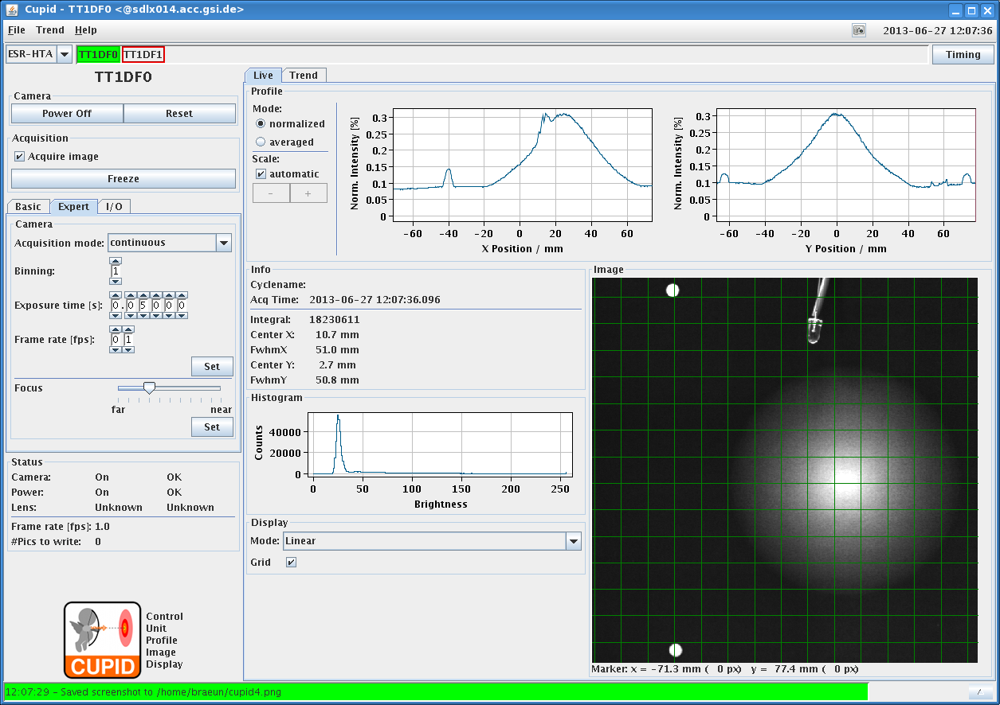 Cupid - TT1DF0 <@sdlx014.acc.gsi.de>
File Trend Help 2013-06-27 12:07:36
ESR-HTA TT1DF0 TT1DF1 Timing
TT1DF0
Camera
Power Off Reset
Acquisition
Acquire image
Freeze
Basic Expert I/O
Camera
Acquisition mode: continuous
Binning: 1
Exposure time [s]: 0.05000
Frame rate [fps]: 01
Set
Focus
far near
Set
Status
Camera: On OK
Power: On OK
Lens: Unknown Unknown
Frame rate [fps]: 1.0
#Pics to write: 0
CUPID
Control
Unit
Profile
Image
Display
Live Trend
Profile
Mode:
normalized
averaged
Scale:
automatic
- +
Norm. Intensity [%]
0.3
0.25
0.2
0.15
0.1
0.05
0
-60 -40 -20 0 20 40 60
X Position / mm
Norm. Intensity [%]
0.3
0.25
0.2
0.15
0.1
0.05
0
-60 -40 -20 0 20 40 60
Y Position / mm
Info
Cyclename:
Acq Time: 2013-06-27 12:07:36.096
Integral: 18230611
Center X: 10.7 mm
FwhmX 51.0 mm
Center Y: 2.7 mm
FwhmY 50.8 mm
Histogram
Counts
40000
20000
0
0 50 100 150 200 250
Brightness
Display
Mode: Linear
Grid
Image
Marker: x = -71.3 mm ( 0 px) y = 77.4 mm ( 0 px)
12:07:29 - Saved screenshot to /home/braeun/cupid4.png